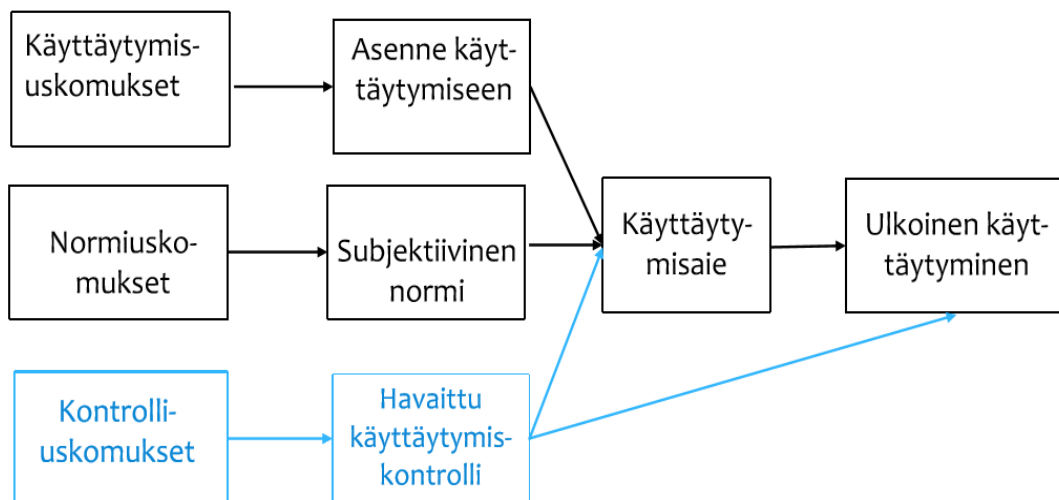 Käyttäytymis-
uskomukset
Asenne käyt-
täytymiseen
Normiusko-
mukset
Subjektiivinen
normi
Käyttäyty-
misaie
Ulkoinen käyt-
täytyminen
Kontrolli-
uskomukset
Havaittu
käyttäytymis-
kontrolli